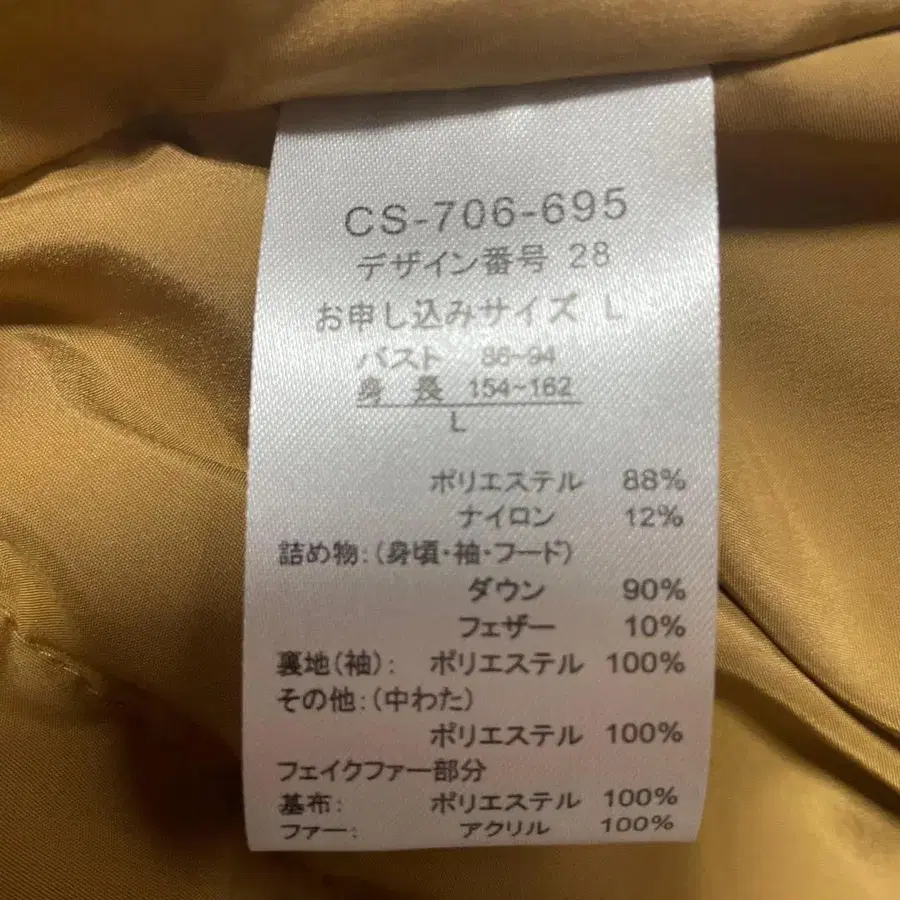 CS-706-695
デザイン番号 28
お申し込みサイズ L
バスト 86~94
身長 154~162
L
ポリエステル 88%
ナイロン 12%
詰め物:(身頃・袖・フード)
ダウン 90%
フェザー 10%
裏地(袖): ポリエステル 100%
その他:(中わた)
ポリエステル 100%
フェイクファー部分
基布: ポリエステル 100%
ファー: アクリル 100%